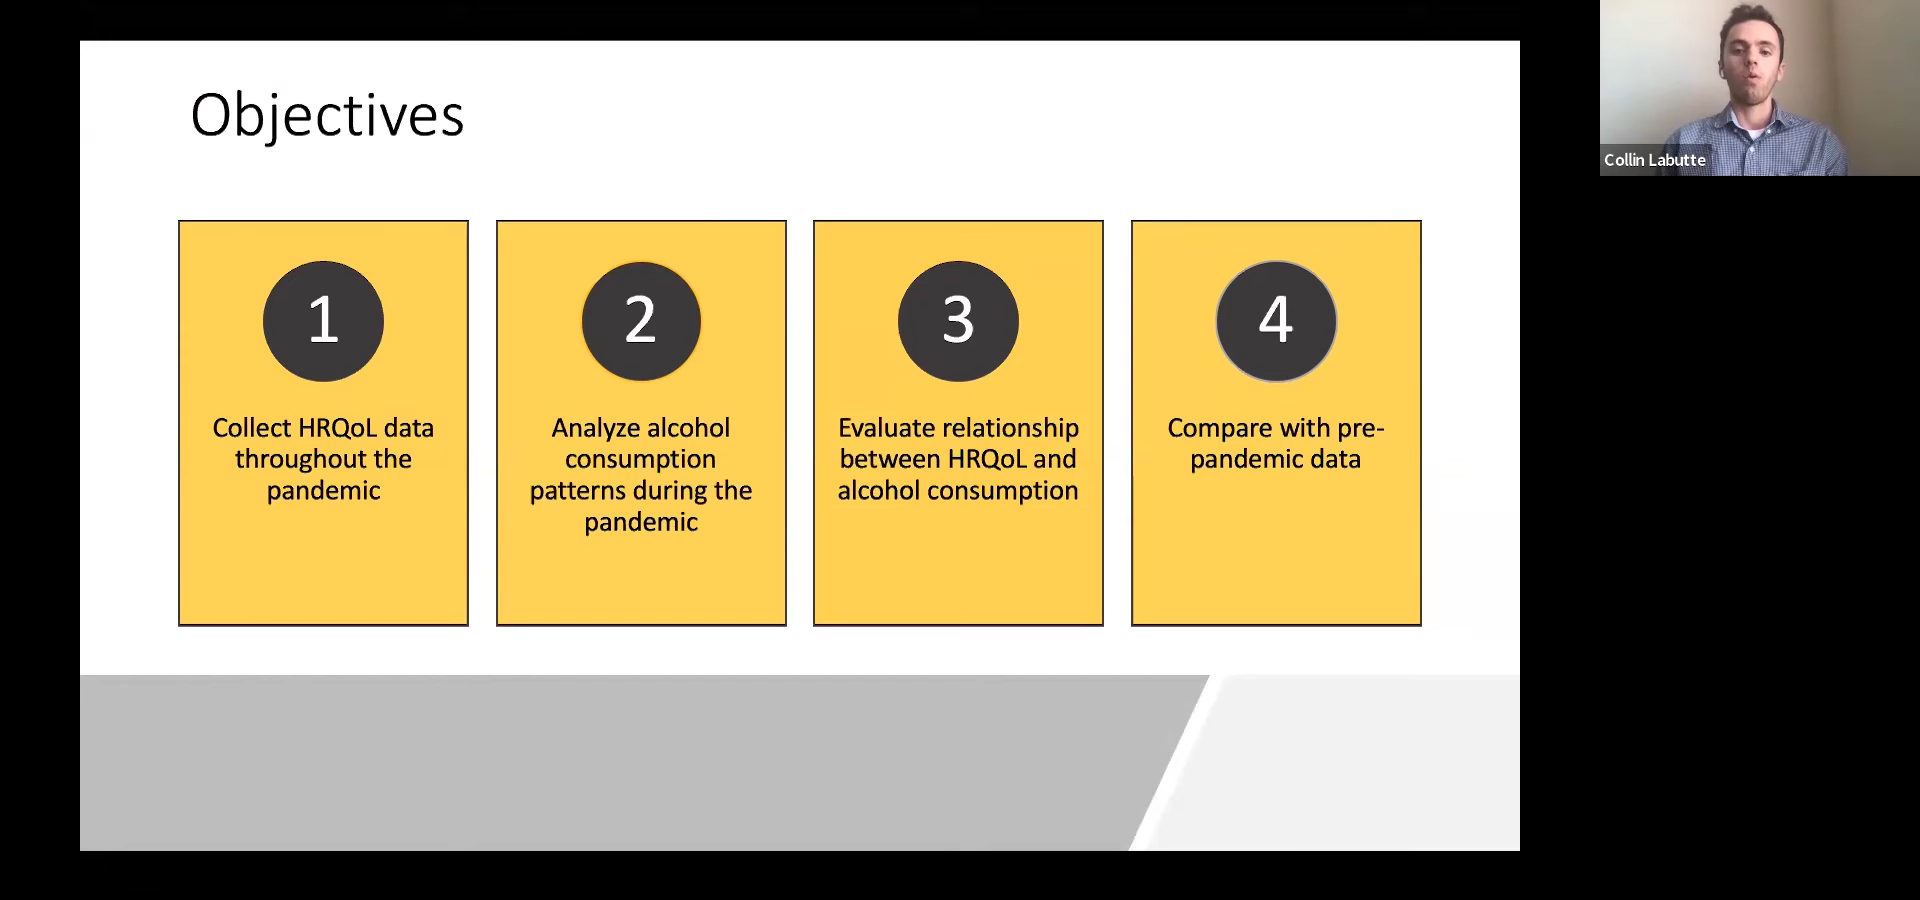 Objectives
1
Collect HRQoL data
throughout the
pandemic
2
Analyze alcohol
consumption
patterns during the
pandemic
3
Evaluate relationship
between HRQoL and
alcohol consumption
4
Compare with pre-
pandemic data
Collin Labutte